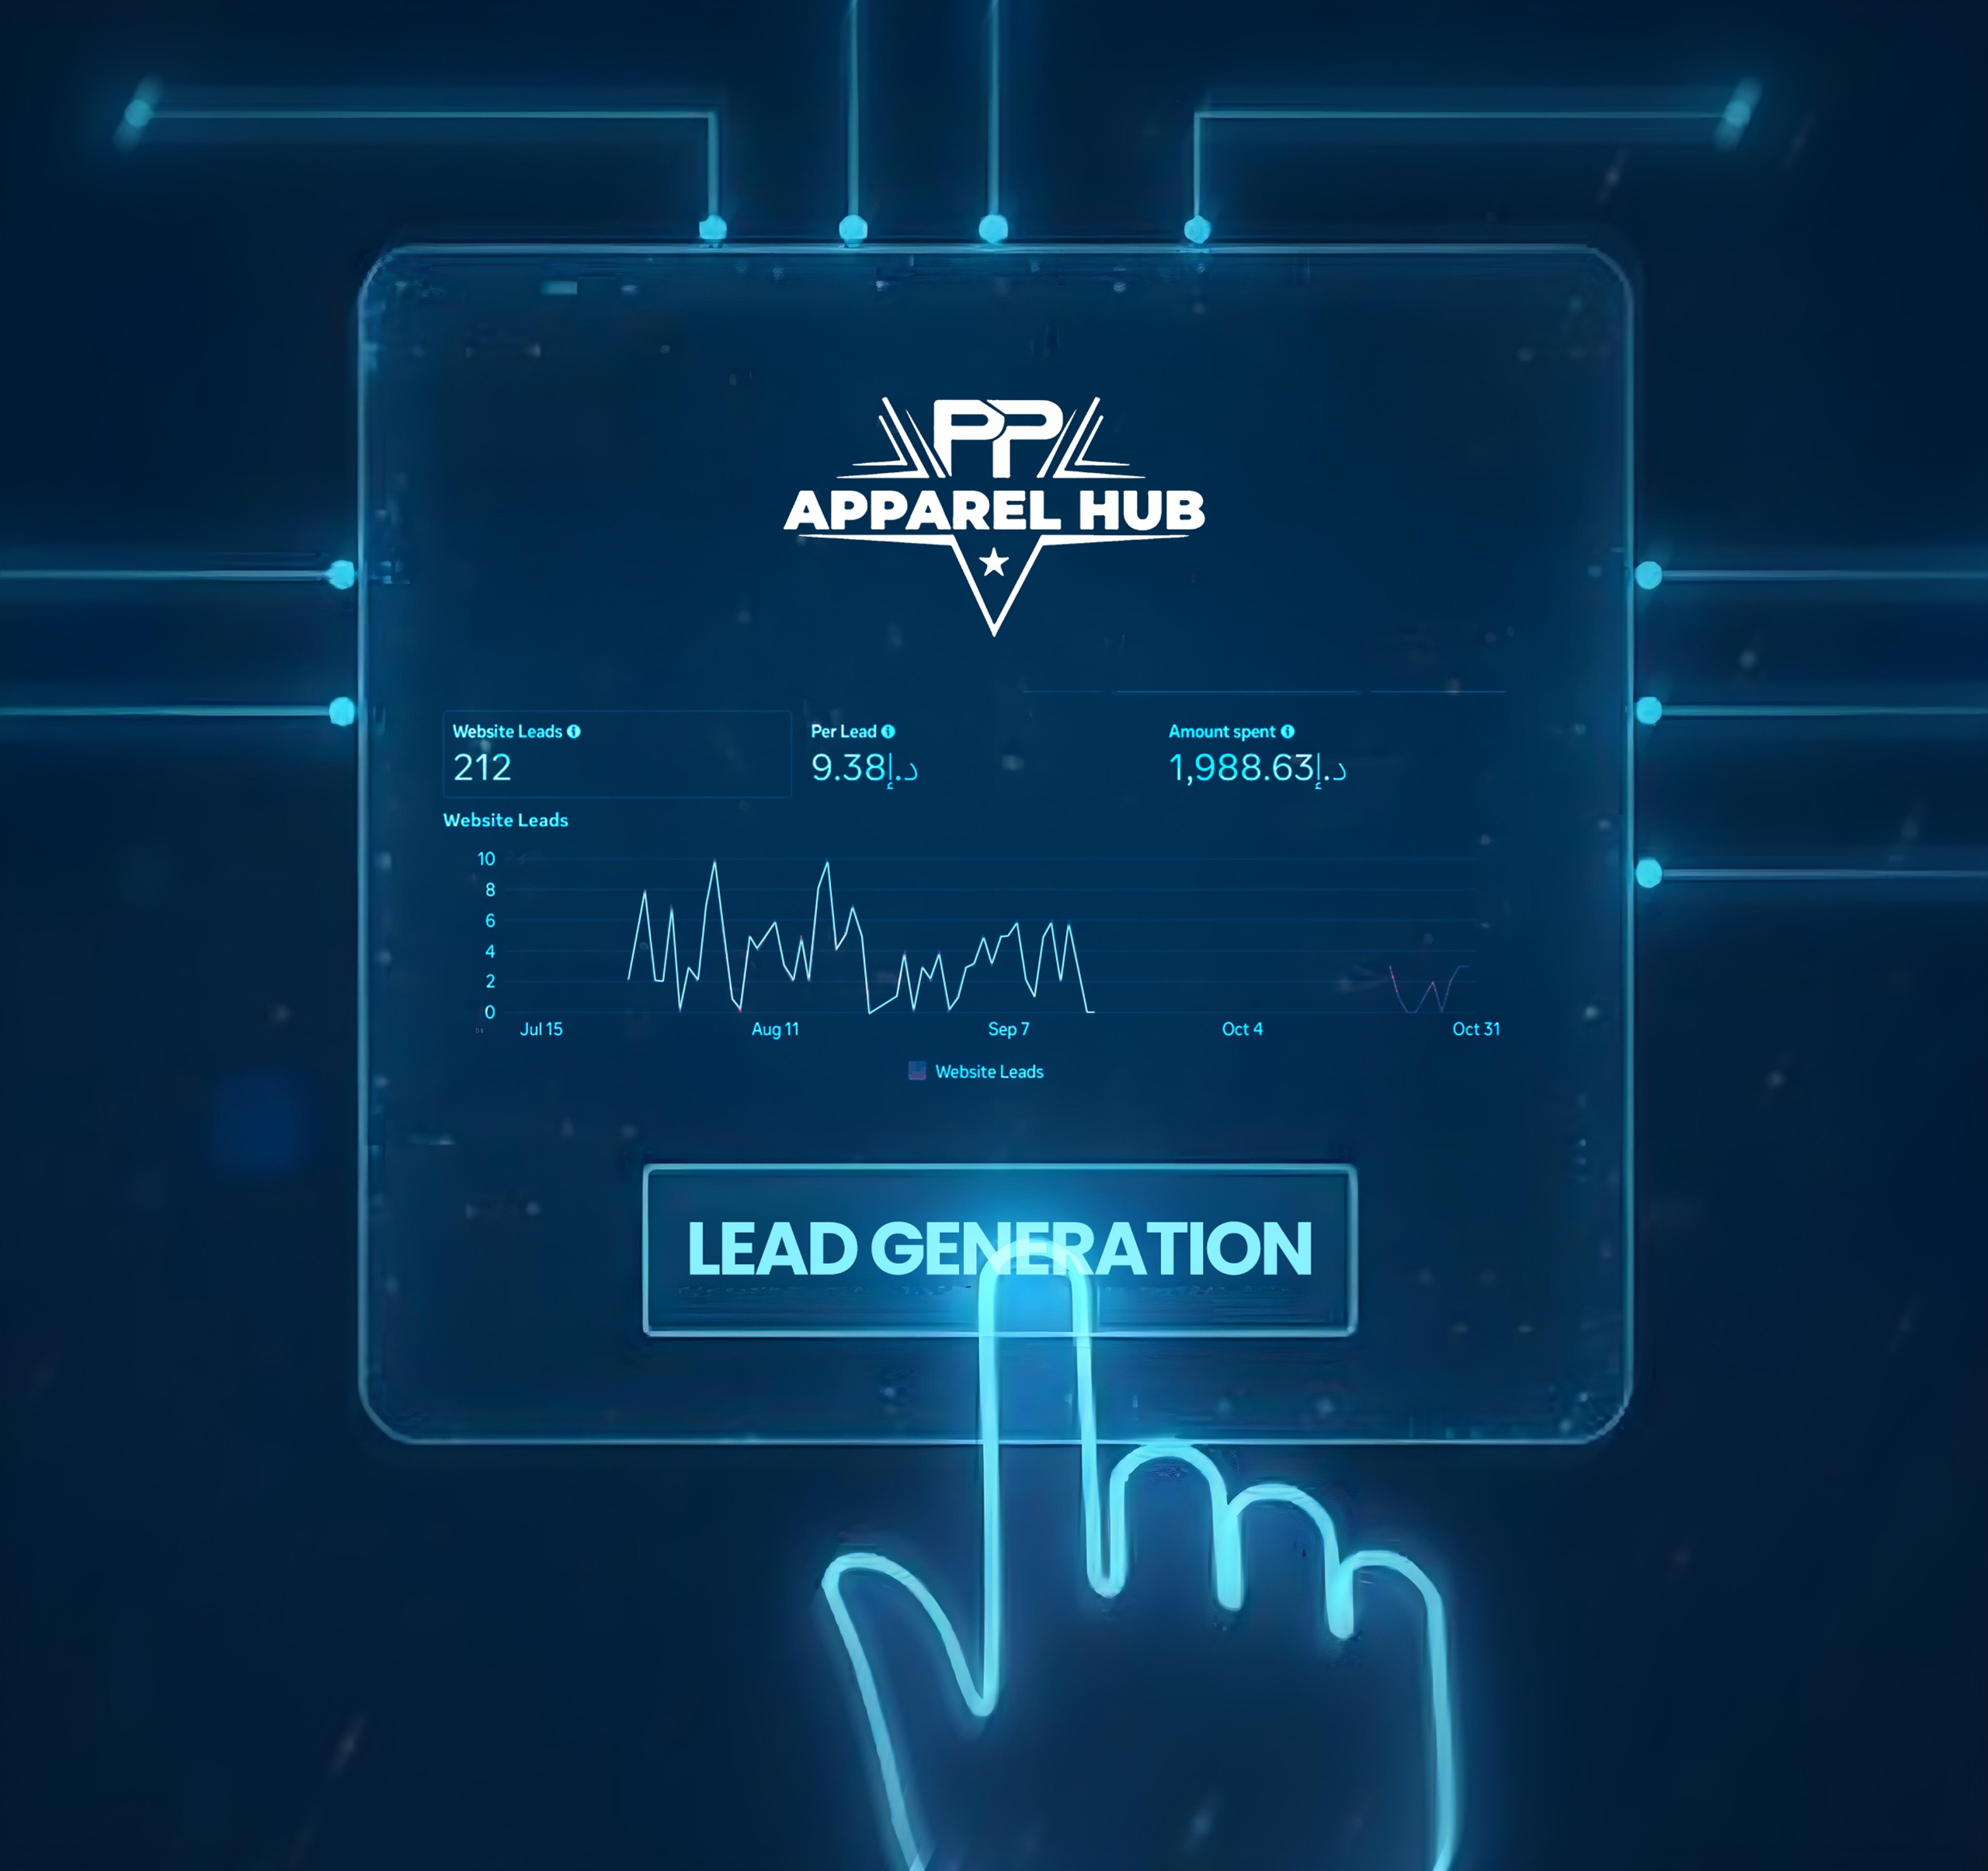 PP
APPAREL HUB
Website Leads
212
Per Lead
9.38د.إ
Amount spent
1,988.63د.إ
Website Leads
10
8
6
4
2
0
Jul 15 Aug 11 Sep 7 Oct 4 Oct 31
Website Leads
LEAD GENERATION